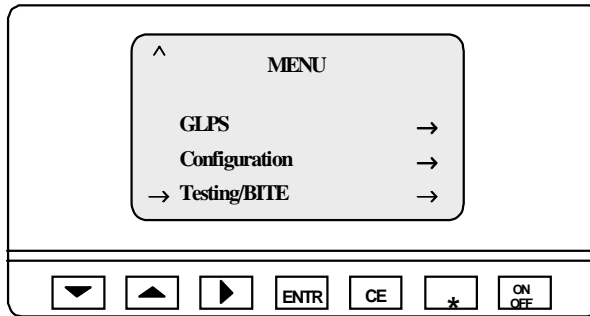 ^
MENU
GLPS →
Configuration →
→ Testing/BITE →
ENTR CE * ON OFF